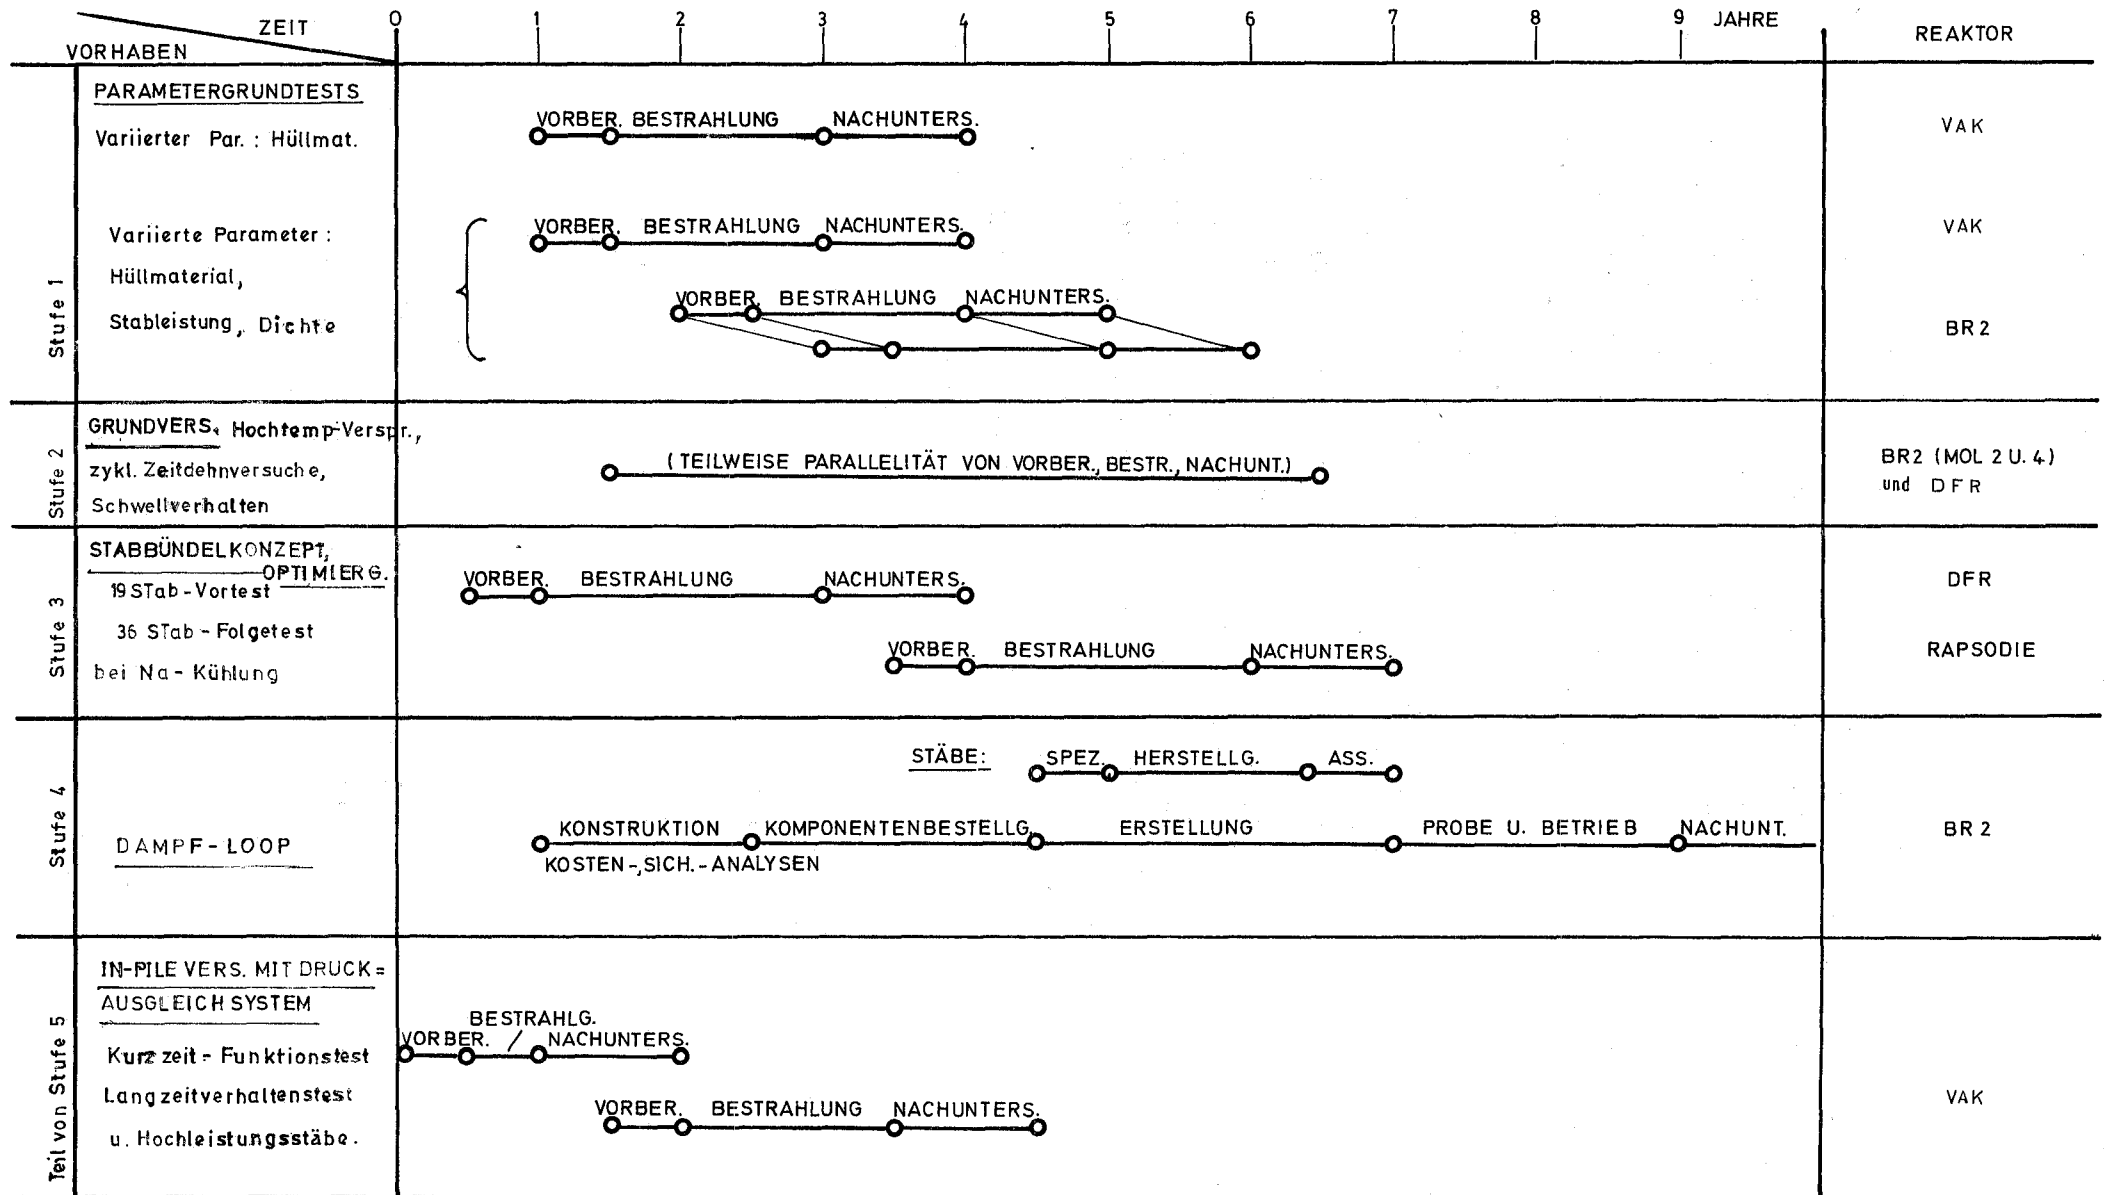 ZEIT
VORHABEN
0 1 2 3 4 5 6 7 8 9 JAHRE
REAKTOR
Stufe 1
PARAMETERGRUNDTESTS
Variierter Par. : Hüllmat.
VORBER. BESTRAHLUNG NACHUNTERS.
VAK
Variierte Parameter :
Hüllmaterial,
Stableistung, Dichte
VORBER. BESTRAHLUNG NACHUNTERS.
VAK
VORBER. BESTRAHLUNG NACHUNTERS.
BR2
Stufe 2
GRUNDVERS. Hochtemp-Verspr.,
zykl. Zeitdehnversuche,
Schwellverhalten
(TEILWEISE PARALLELITÄT VON VORBER., BESTR., NACHUNT.)
BR2 (MOL 2 U. 4)
und DFR
Stufe 3
STABBÜNDELKONZEPT,
OPTIMIERG.
19 STab-Vortest
36 STab-Folgetest
bei Na-Kühlung
VORBER. BESTRAHLUNG NACHUNTERS.
DFR
VORBER. BESTRAHLUNG NACHUNTERS.
RAPSODIE
Stufe 4
DAMPF-LOOP
STÄBE: SPEZ. HERSTELLG. ASS.
KONSTRUKTION KOMPONENTENBESTELLG. ERSTELLUNG PROBE U. BETRIEB NACHUNT.
KOSTEN-,SICH.-ANALYSEN
BR2
Teil von Stufe 5
IN-PILE VERS. MIT DRUCK=
AUSGLEICH SYSTEM
Kurzzeit-Funktionstest
Langzeitverhaltenstest
u. Hochleistungsstäbe.
BESTRAHLG.
VORBER. / NACHUNTERS.
VORBER. BESTRAHLUNG NACHUNTERS.
VAK